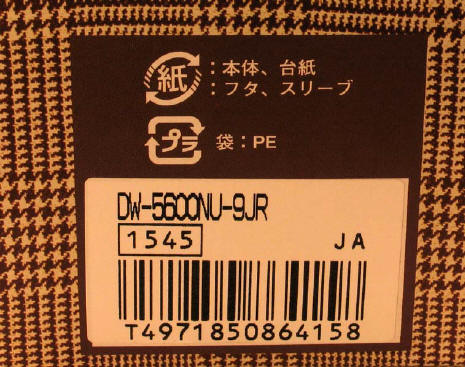 紙 : 本体、台紙
: フタ、スリーブ
プラ 袋 : PE
DW-5600NU-9JR
1545 JA
T4971850864158